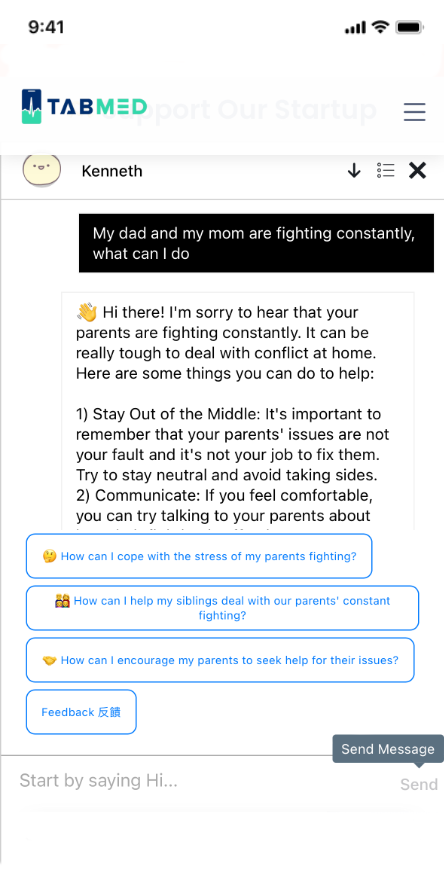 9:41
TABMED
pport Our Startup
Kenneth
My dad and my mom are fighting constantly,
what can I do
👋 Hi there! I'm sorry to hear that your
parents are fighting constantly. It can be
really tough to deal with conflict at home.
Here are some things you can do to help:
1) Stay Out of the Middle: It's important to
remember that your parents' issues are not
your fault and it's not your job to fix them.
Try to stay neutral and avoid taking sides.
2) Communicate: If you feel comfortable,
you can try talking to your parents about
🤔 How can I cope with the stress of my parents fighting?
👨‍👩‍👧‍👦 How can I help my siblings deal with our parents' constant
fighting?
🤝 How can I encourage my parents to seek help for their issues?
Feedback 反饋
Send Message
Start by saying Hi...
Send